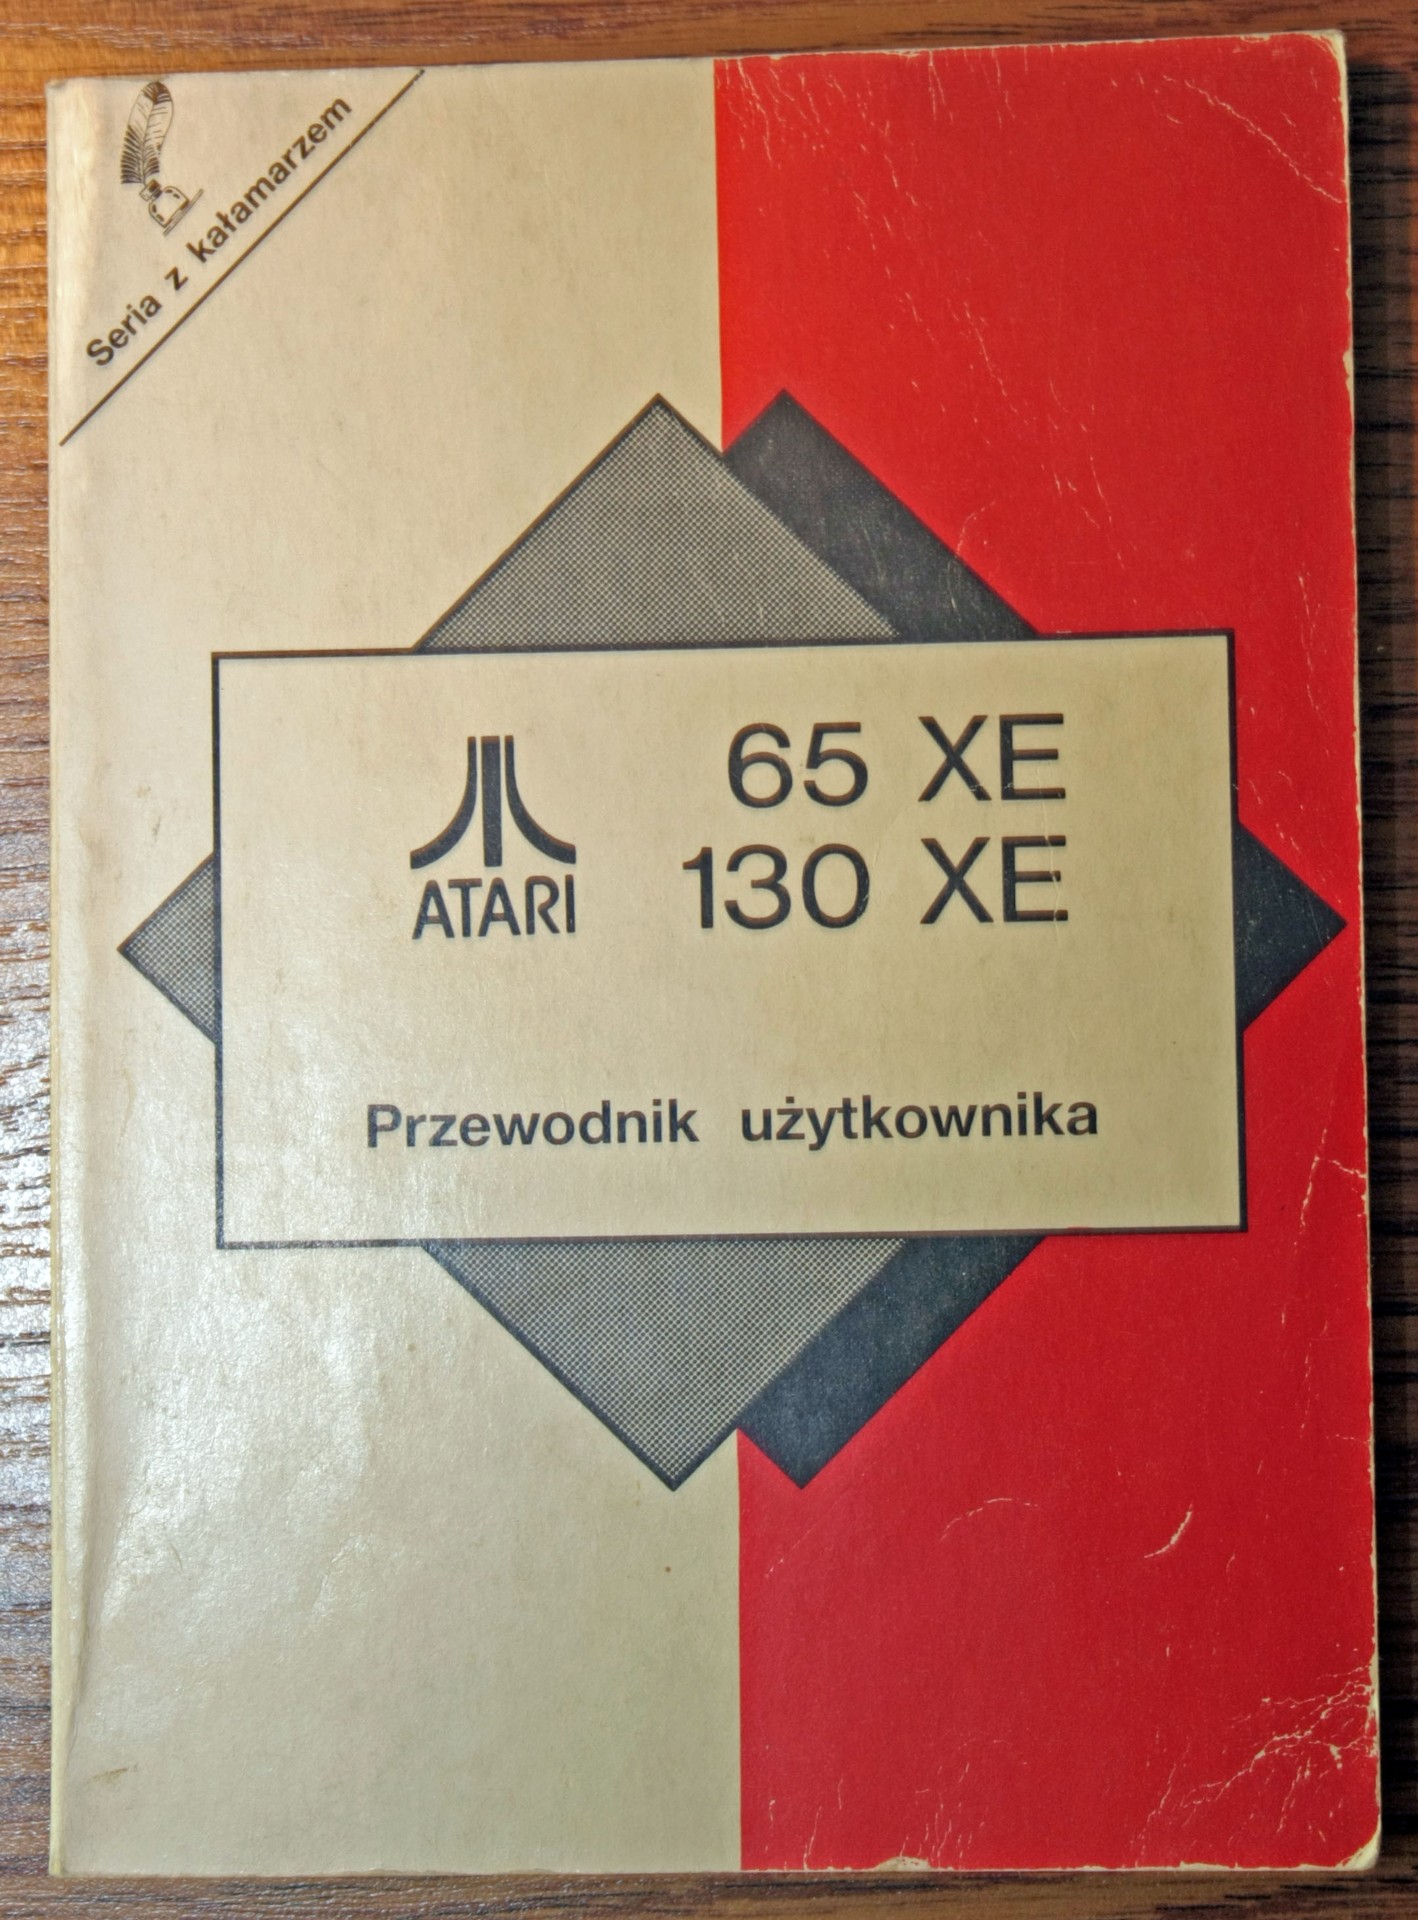 Seria z kałamarzem
ATARI
65 XE
130 XE
Przewodnik użytkownika